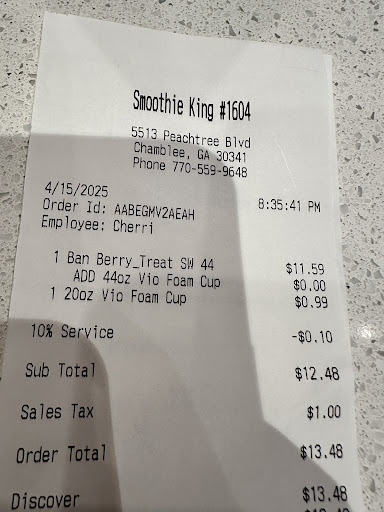 Smoothie King #1604
5513 Peachtree Blvd
Chamblee, GA 30341
Phone 770-559-9648
4/15/2025 8:35:41 PM
Order Id: AABEGMV2AEAH
Employee: Cherri
1 Ban Berry_Treat SW 44 $11.59
ADD 44oz Vio Foam Cup $0.00
1 20oz Vio Foam Cup $0.99
10% Service -$0.10
Sub Total $12.48
Sales Tax $1.00
Order Total $13.48
Discover $13.48